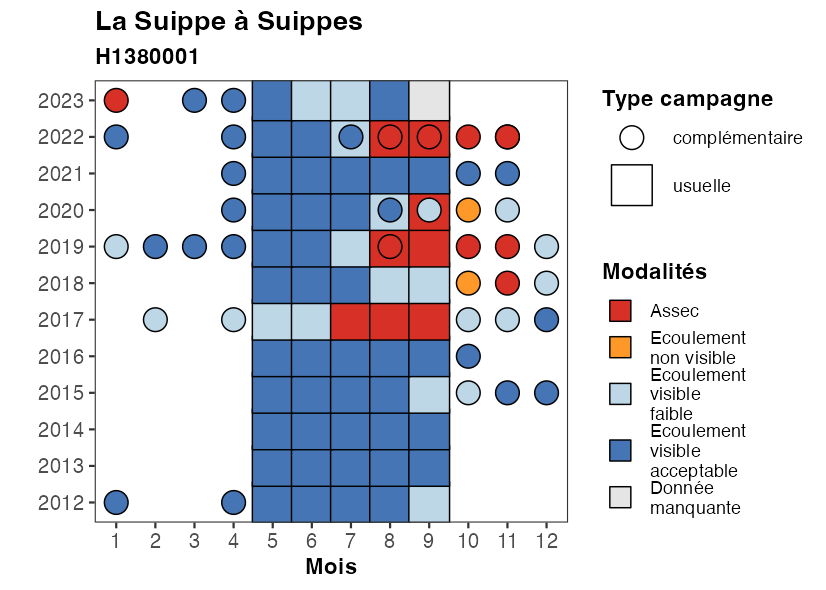 La Suippe à Suippes
H1380001
2023
2022
2021
2020
2019
2018
2017
2016
2015
2014
2013
2012
1 2 3 4 5 6 7 8 9 10 11 12
Mois
Type campagne
complémentaire
usuelle
Modalités
Assec
Ecoulement
non visible
Ecoulement
visible
faible
Ecoulement
visible
acceptable
Donnée
manquante